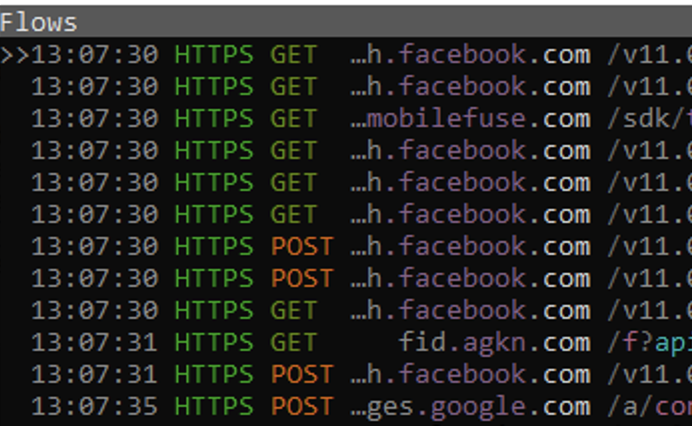 Flows
>>13:07:30 HTTPS GET …h.facebook.com /v11.
13:07:30 HTTPS GET …h.facebook.com /v11.
13:07:30 HTTPS GET …mobilefuse.com /sdk/
13:07:30 HTTPS GET …h.facebook.com /v11.
13:07:30 HTTPS GET …h.facebook.com /v11.
13:07:30 HTTPS GET …h.facebook.com /v11.
13:07:30 HTTPS POST …h.facebook.com /v11.
13:07:30 HTTPS POST …h.facebook.com /v11.
13:07:30 HTTPS GET …h.facebook.com /v11.
13:07:31 HTTPS GET fid.agkn.com /f?api
13:07:31 HTTPS POST …h.facebook.com /v11.
13:07:35 HTTPS POST …ges.google.com /a/con